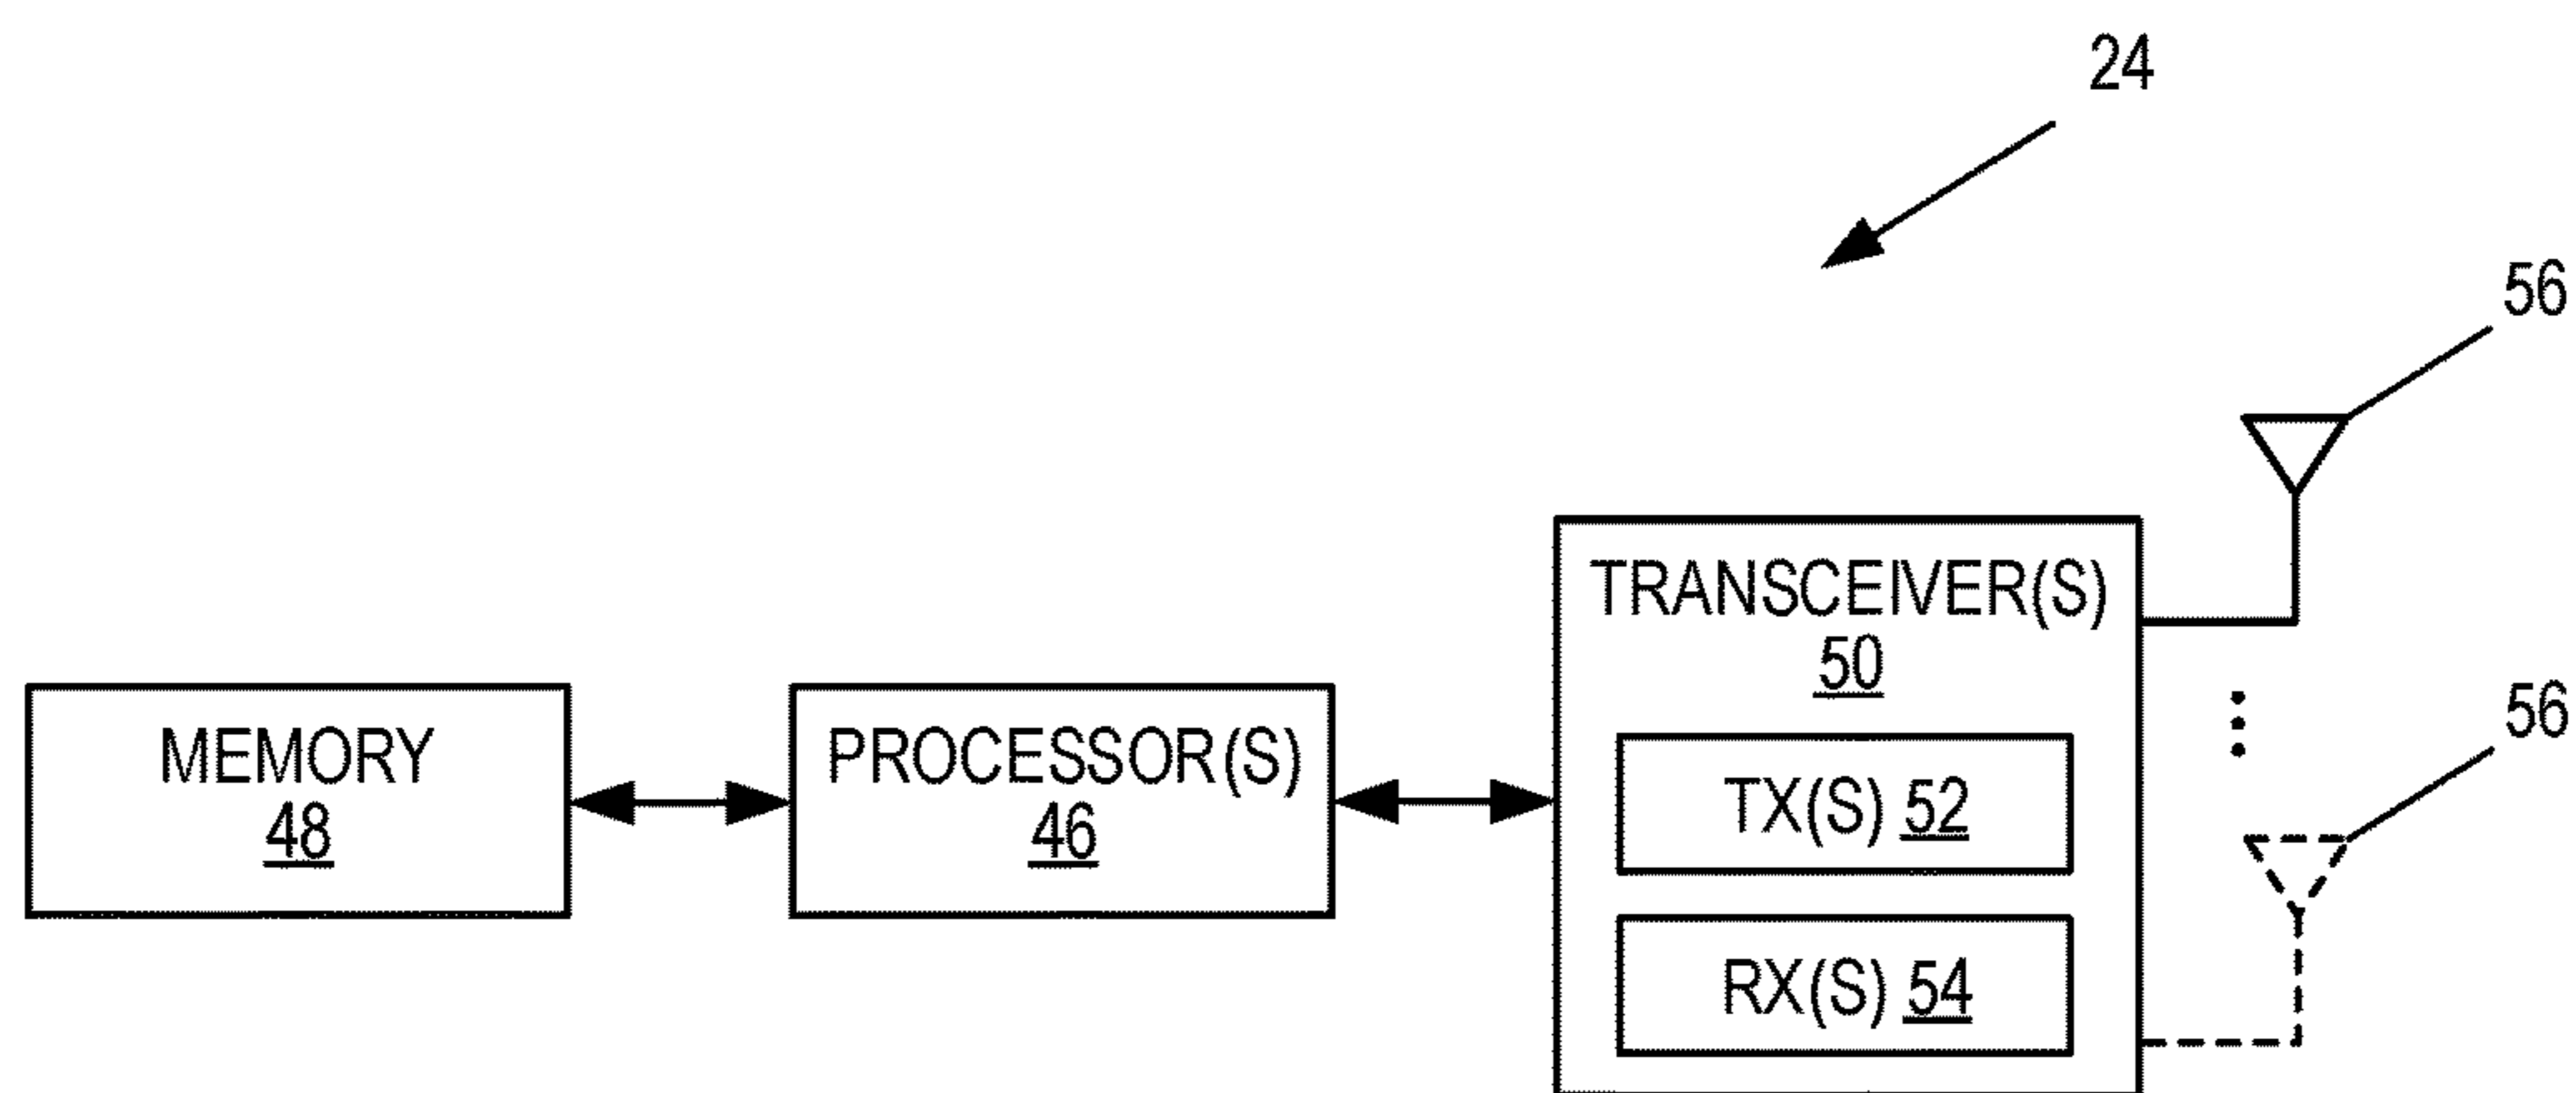 24
56
TRANSCEIVER(S)
50
56
MEMORY
48
PROCESSOR(S)
46
TX(S) 52
RX(S) 54